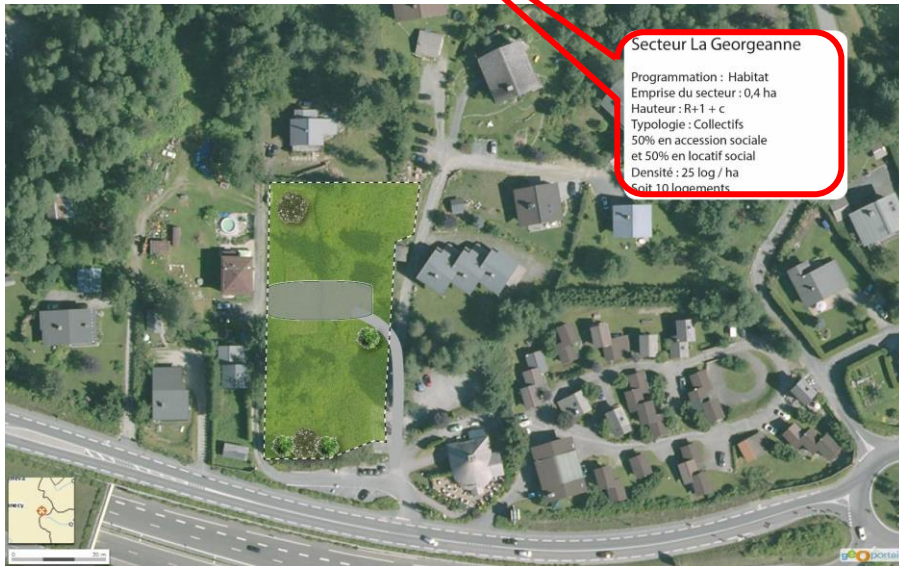 Secteur La Georgeanne
Programmation : Habitat
Emprise du secteur : 0,4 ha
Hauteur : R+1 + c
Typologie : Collectifs
50% en accession sociale
et 50% en locatif social
Densité : 25 log / ha
Soit 10 logements
géoportail